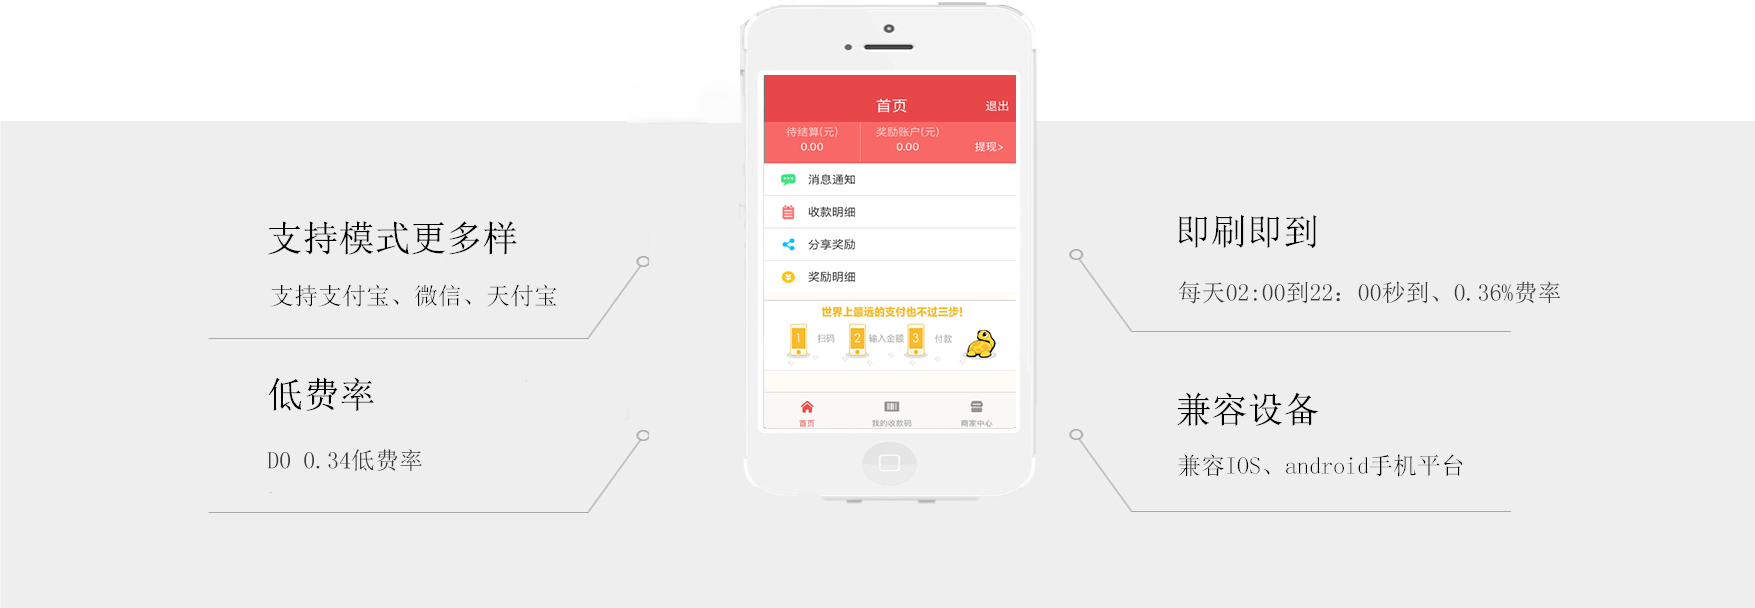 支持模式更多样
支持支付宝、微信、天付宝
低费率
D0 0.34低费率
首页
退出
待结算(元)
奖励账户(元)
0.00
0.00
提现>
消息通知
收款明细
分享奖励
奖励明细
世界上最远的支付也不过三步!
1 扫码 2 输入金额 3 付款
首页
我的收款码
商家中心
即刷即到
每天02:00到22：00秒到、0.36%费率
兼容设备
兼容IOS、android手机平台